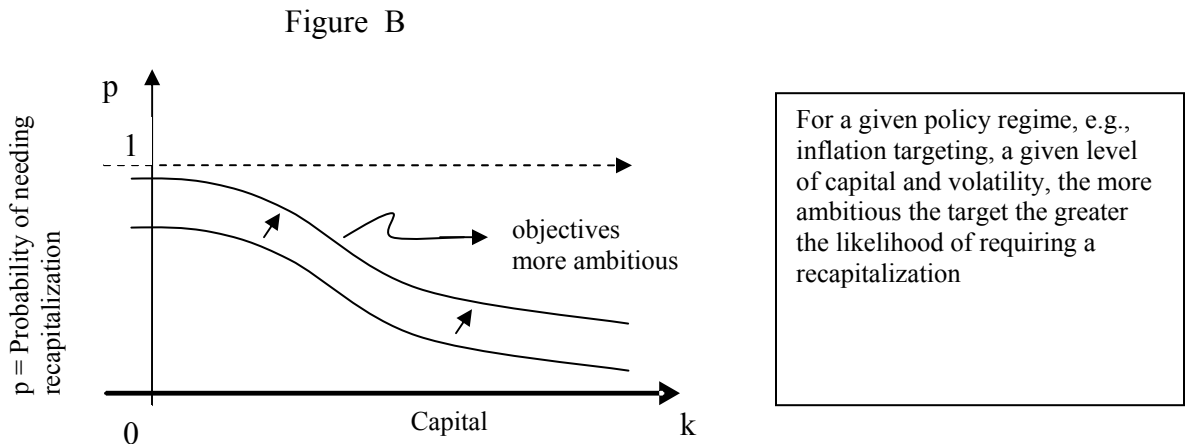 Figure B
p
1
p = Probability of needing
recapitalization
objectives
more ambitious
0
Capital
k
For a given policy regime, e.g.,
inflation targeting, a given level
of capital and volatility, the more
ambitious the target the greater
the likelihood of requiring a
recapitalization